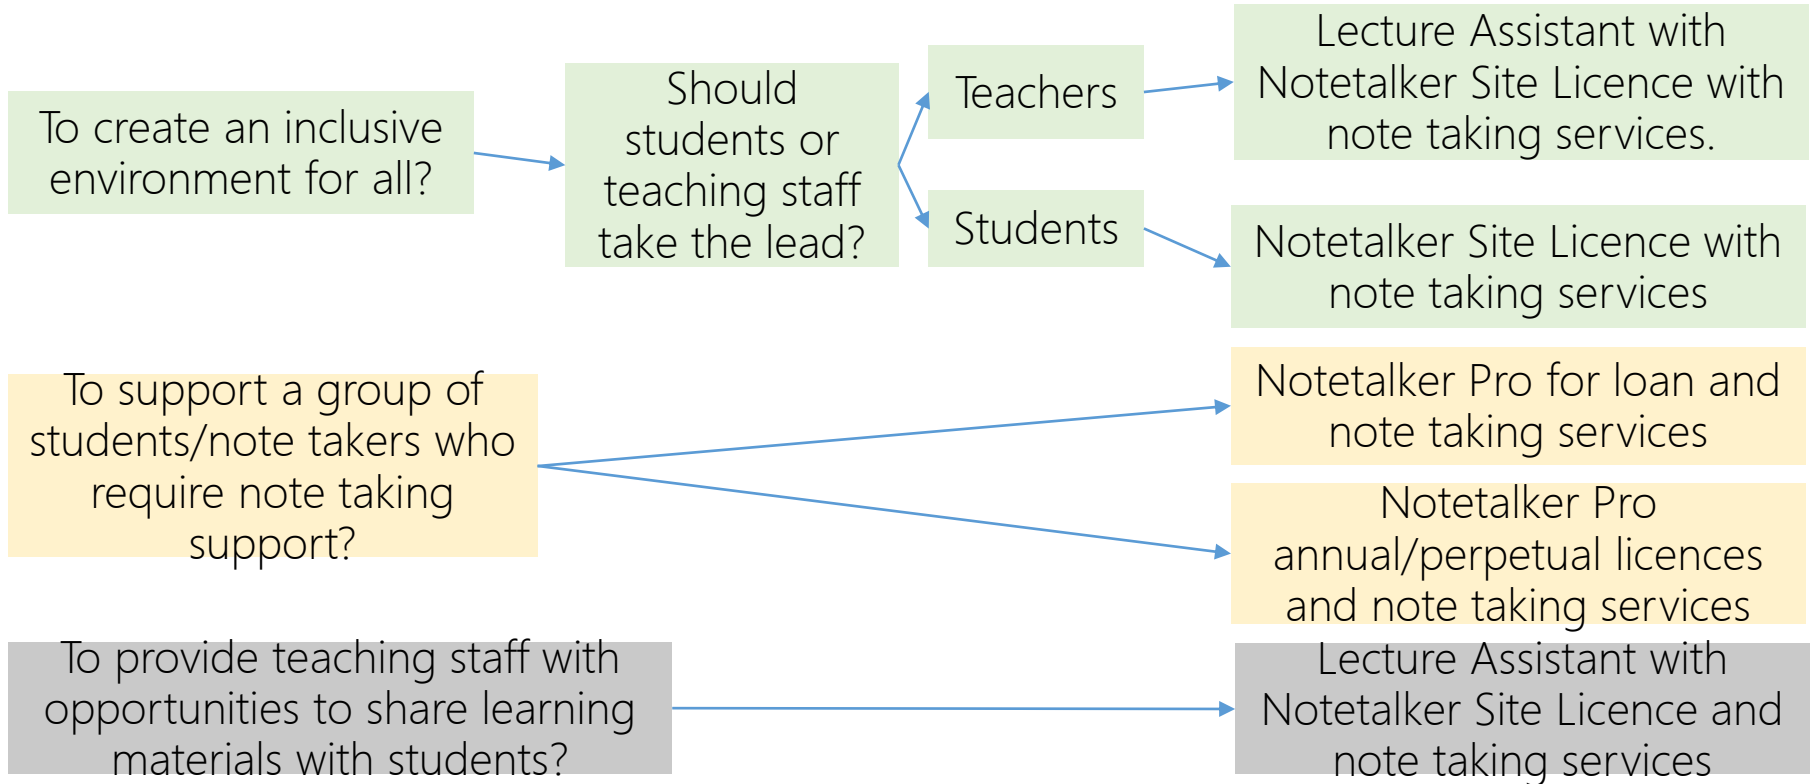 To create an inclusive
environment for all?
Should
students or
teaching staff
take the lead?
Teachers
Students
Lecture Assistant with
Notetalker Site Licence with
note taking services.
Notetalker Site Licence with
note taking services
To support a group of
students/note takers who
require note taking
support?
Notetalker Pro for loan and
note taking services
Notetalker Pro
annual/perpetual licences
and note taking services
To provide teaching staff with
opportunities to share learning
materials with students?
Lecture Assistant with
Notetalker Site Licence and
note taking services